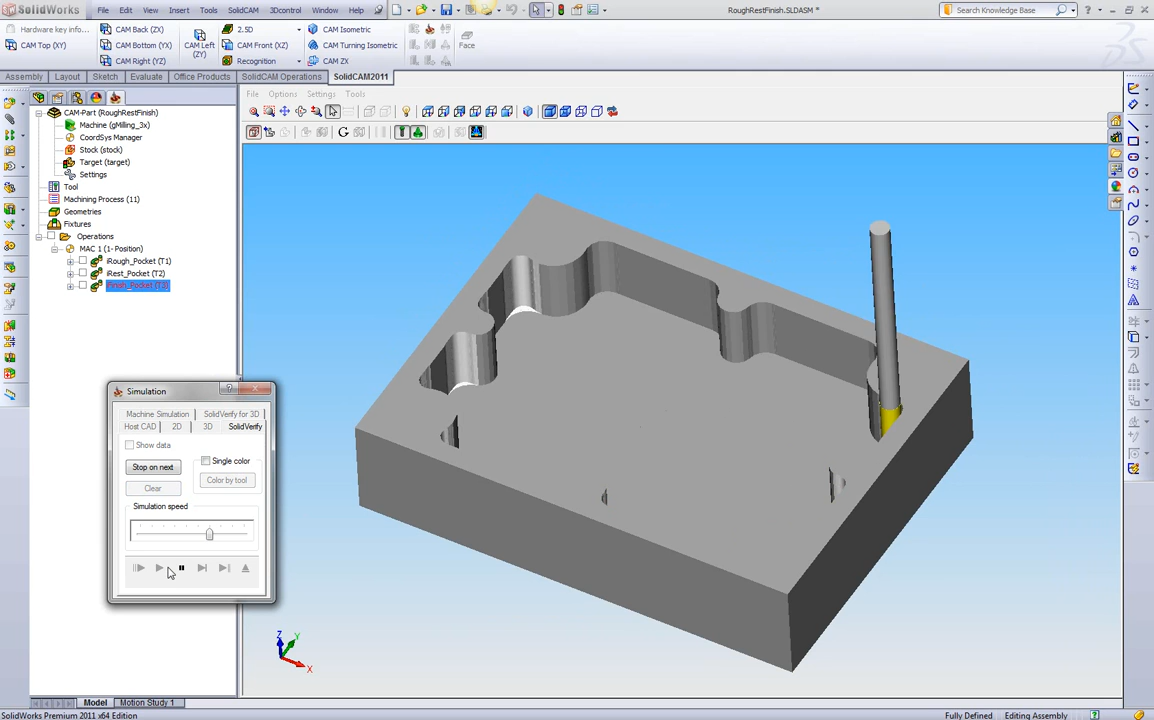 SolidWorks
File Edit View Insert Tools SolidCAM 3Dcontrol Window Help
RoughRestFinish.SLDASM *
Search Knowledge Base
Hardware key info... CAM Back (ZX) 2.5D CAM Isometric
CAM Top (XY) CAM Bottom (YX) CAM Left (ZY) CAM Front (XZ) CAM Turning Isometric Face
CAM Right (YZ) Recognition CAM ZX
Assembly Layout Sketch Evaluate Office Products SolidCAM Operations SolidCAM2011
File Options Settings Tools
CAM-Part (RoughRestFinish)
Machine (gMilling_3x)
CoordSys Manager
Stock (stock)
Target (target)
Settings
Tool
Machining Process (11)
Geometries
Fixtures
Operations
MAC 1 (1- Position)
iRough_Pocket (T1)
iRest_Pocket (T2)
iFinish_Pocket (T3)
Simulation
Machine Simulation SolidVerify for 3D
Host CAD 2D 3D SolidVerify
Show data
Single color
Stop on next
Color by tool
Clear
Simulation speed
Z
Y
X
Model Motion Study 1
SolidWorks Premium 2011 x64 Edition
Fully Defined Editing Assembly